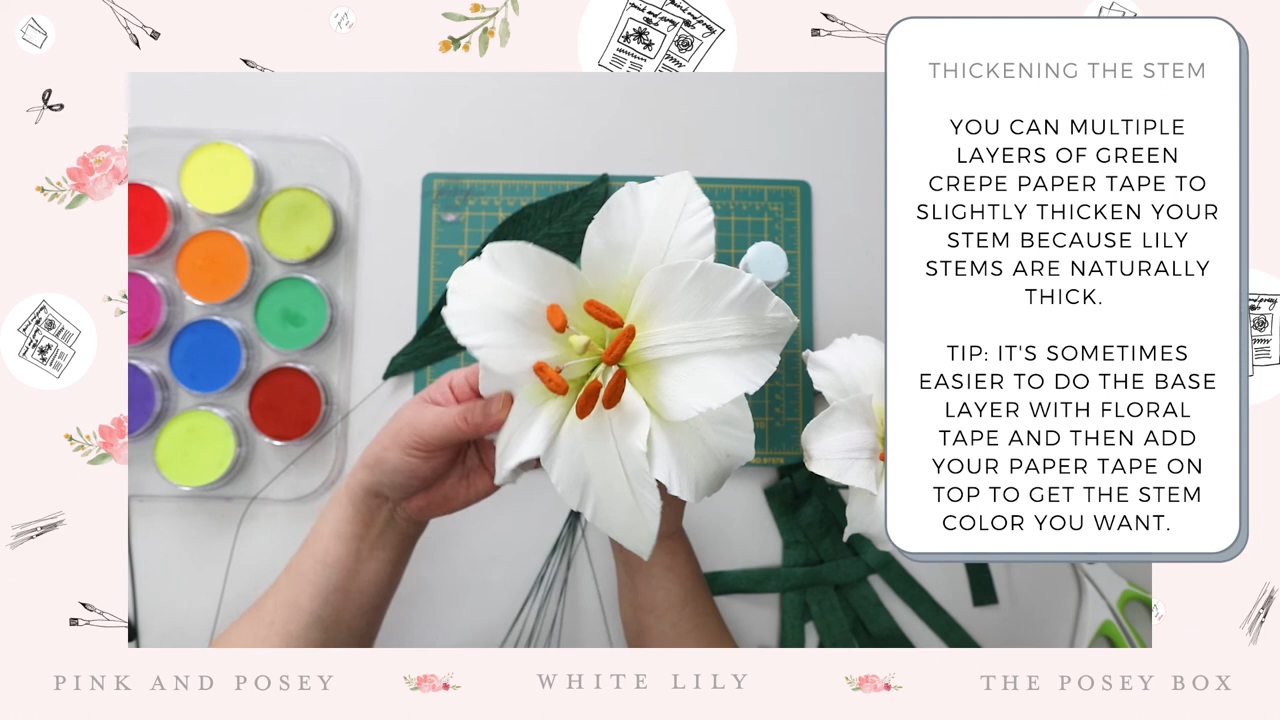 THICKENING THE STEM
YOU CAN MULTIPLE
LAYERS OF GREEN
CREPE PAPER TAPE TO
SLIGHTLY THICKEN YOUR
STEM BECAUSE LILY
STEMS ARE NATURALLY
THICK.
TIP: IT'S SOMETIMES
EASIER TO DO THE BASE
LAYER WITH FLORAL
TAPE AND THEN ADD
YOUR PAPER TAPE ON
TOP TO GET THE STEM
COLOR YOU WANT.
PINK AND POSEY
WHITE LILY
THE POSEY BOX